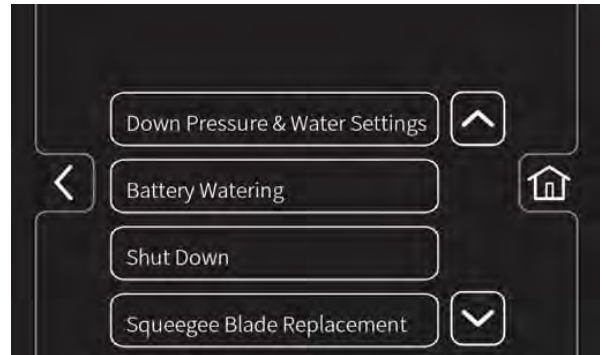 Down Pressure & Water Settings
Battery Watering
Shut Down
Squeegee Blade Replacement